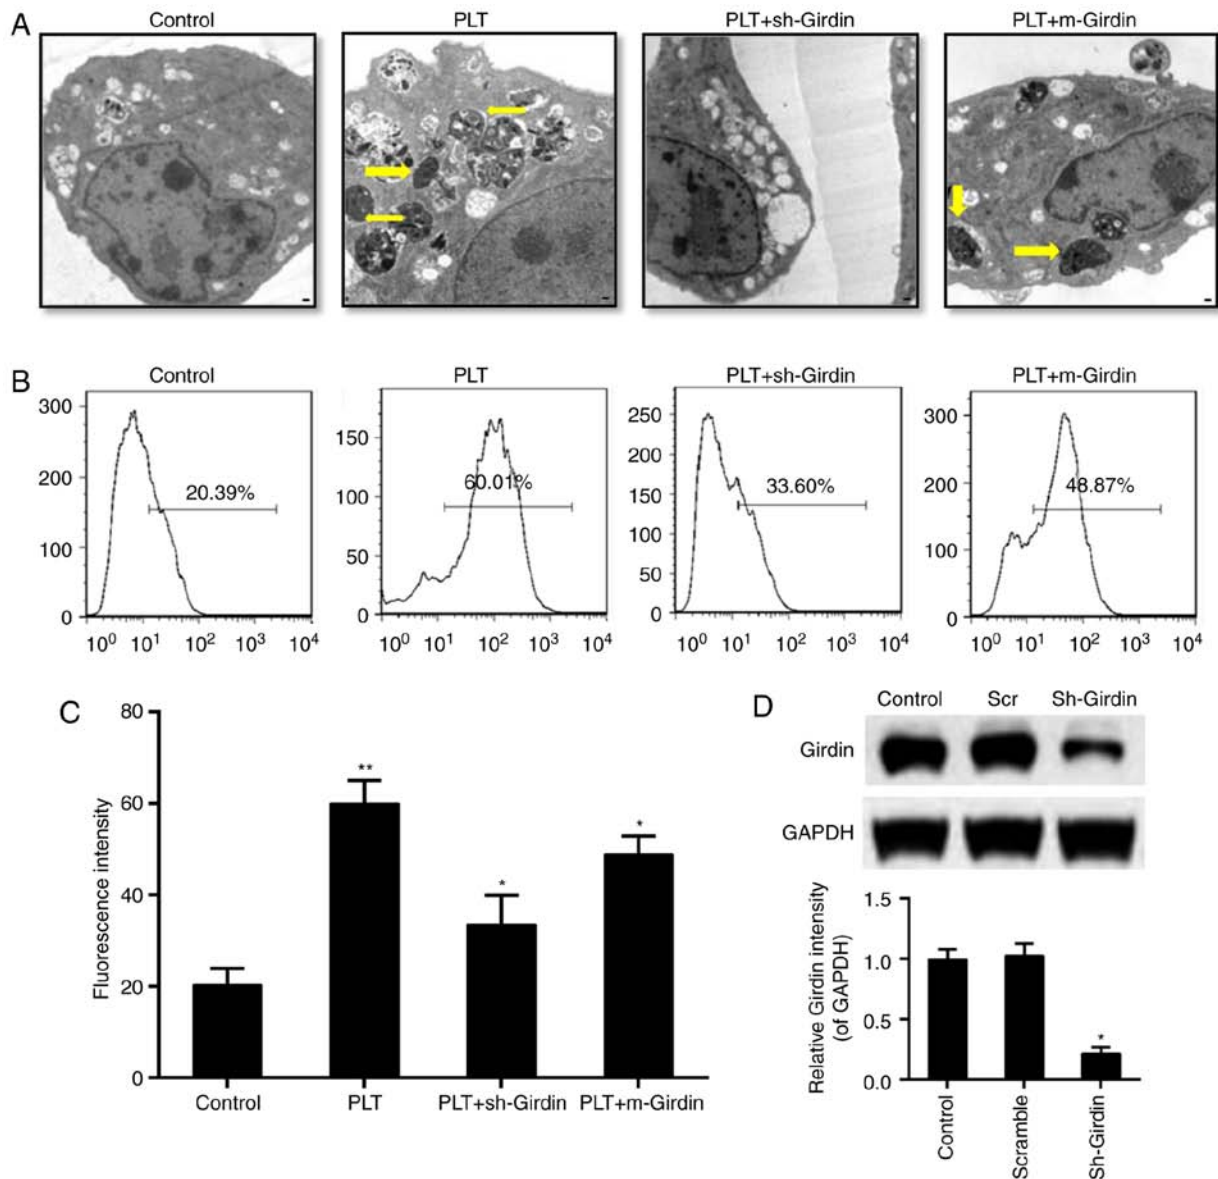 A
Control
PLT
PLT+sh-Girdin
PLT+m-Girdin
B
Control
PLT
PLT+sh-Girdin
PLT+m-Girdin
300
200
100
0
20.39%
10⁰ 10¹ 10² 10³ 10⁴
150
100
50
0
60.01%
10⁰ 10¹ 10² 10³ 10⁴
250
200
150
100
50
0
33.60%
10⁰ 10¹ 10² 10³ 10⁴
300
200
100
0
48.87%
10⁰ 10¹ 10² 10³ 10⁴
C
Fluorescence intensity
80
60
40
20
0
**
*
*
Control
PLT
PLT+sh-Girdin
PLT+m-Girdin
D
Control Scr Sh-Girdin
Girdin
GAPDH
Relative Girdin intensity
(of GAPDH)
1.5
1.0
0.5
0.0
*
Control
Scramble
Sh-Girdin